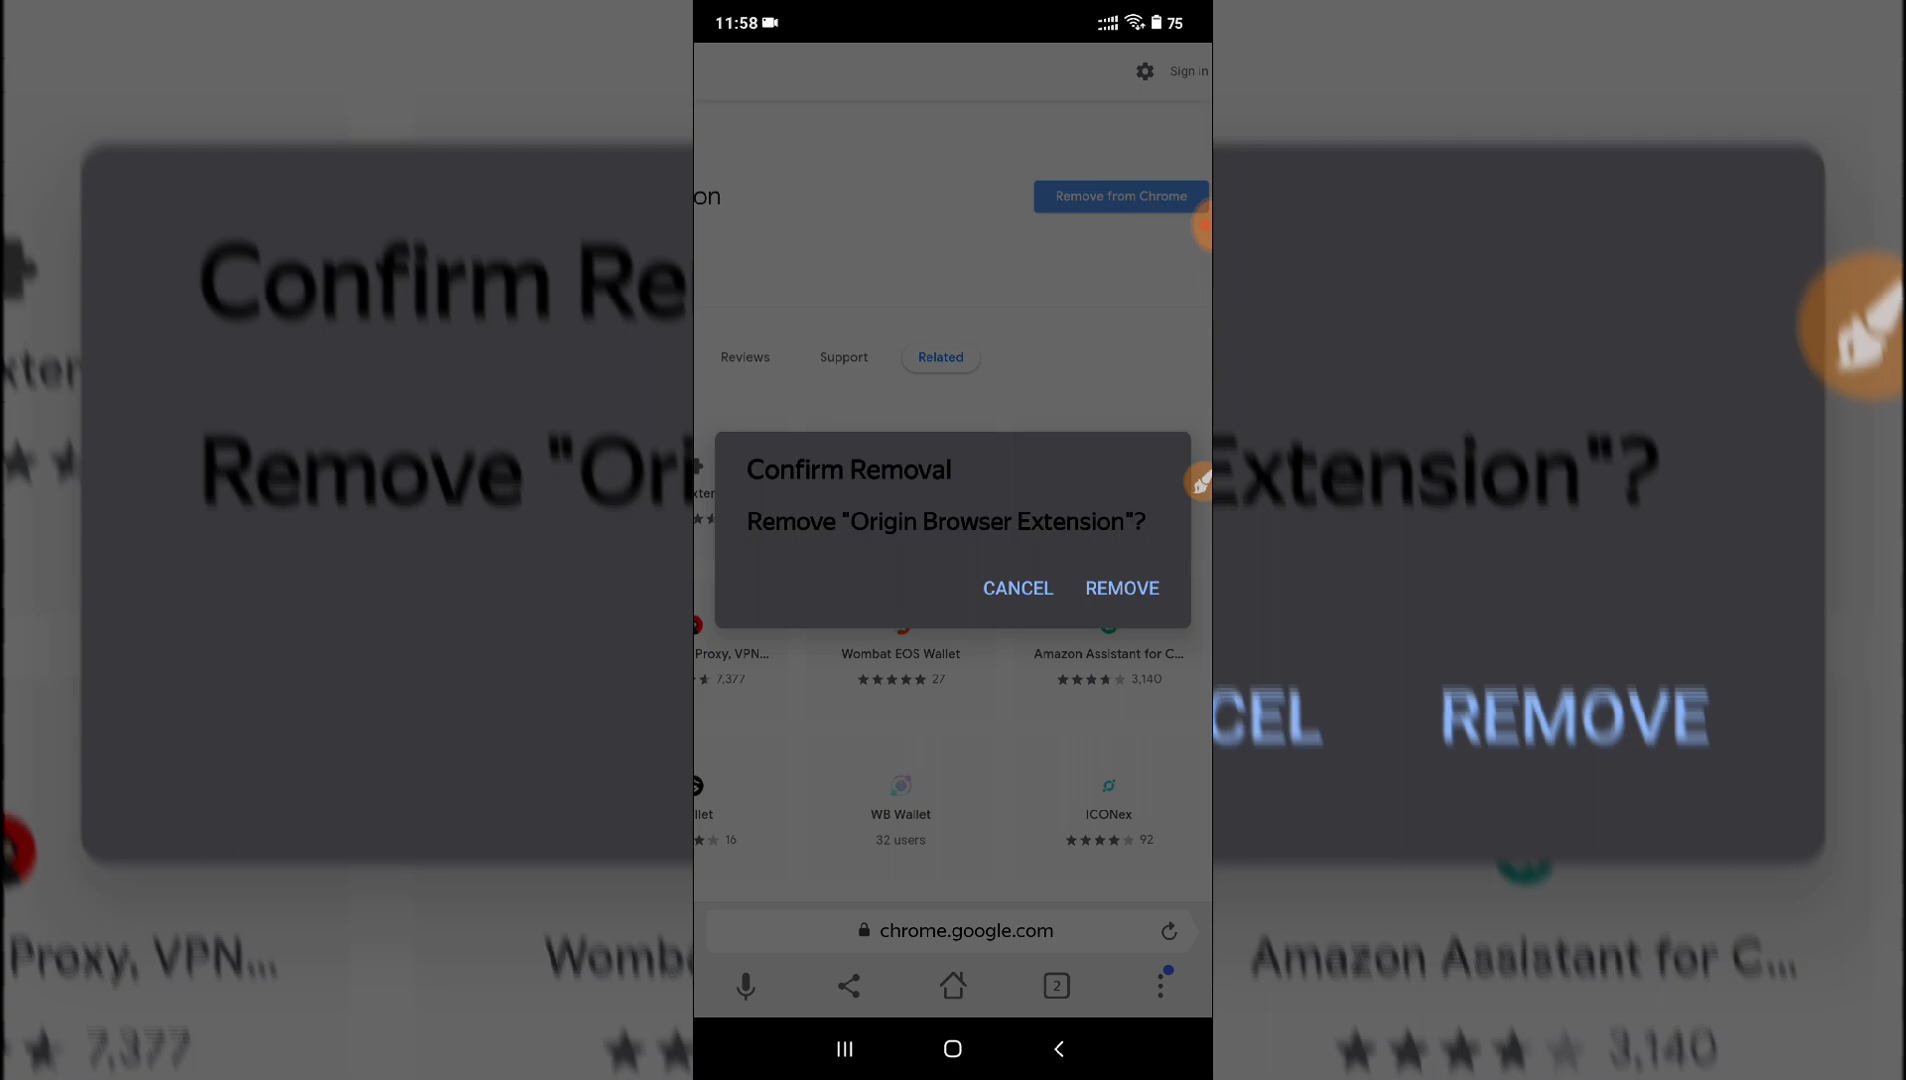 11:58
75
Sign in
on
Remove from Chrome
Reviews
Support
Related
Confirm Removal
Remove "Origin Browser Extension"?
CANCEL
REMOVE
Proxy, VPN...
7,377
Wombat EOS Wallet
27
Amazon Assistant for C...
3,140
llet
16
WB Wallet
32 users
ICONex
92
chrome.google.com
2
Confirm Re
Remove "Ori
Extension"?
CEL
REMOVE
xter
Proxy, VPN...
7,377
Womb
Amazon Assistant for C...
3,140